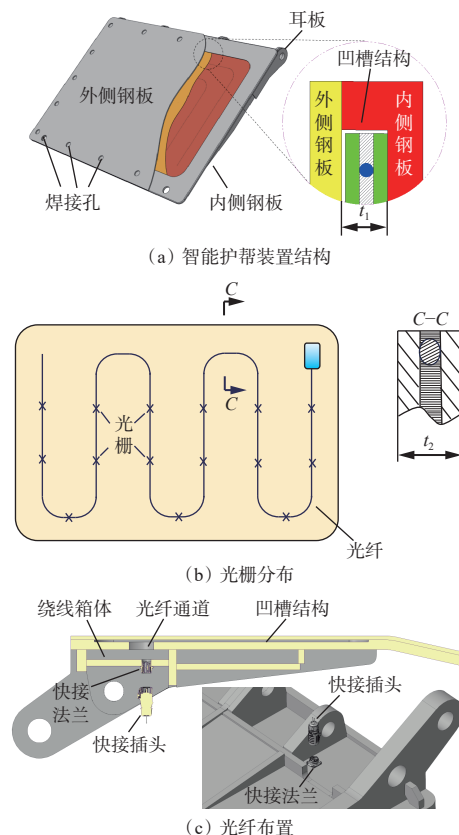 耳板
凹槽结构
外侧钢板
外侧钢板
内侧钢板
焊接孔
内侧钢板
t1
(a) 智能护帮装置结构
C
C-C
C
光栅
t2
光纤
(b) 光栅分布
绕线箱体
光纤通道
凹槽结构
快接
法兰
快接插头
快接插头
快接法兰
(c) 光纤布置